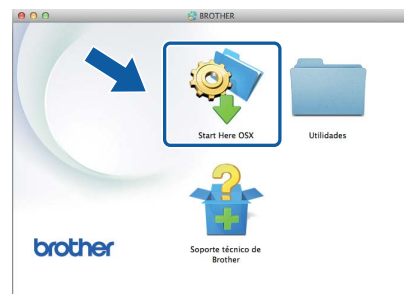 BROTHER
Start Here OSX
Utilidades
Soporte técnico de
Brother
brother